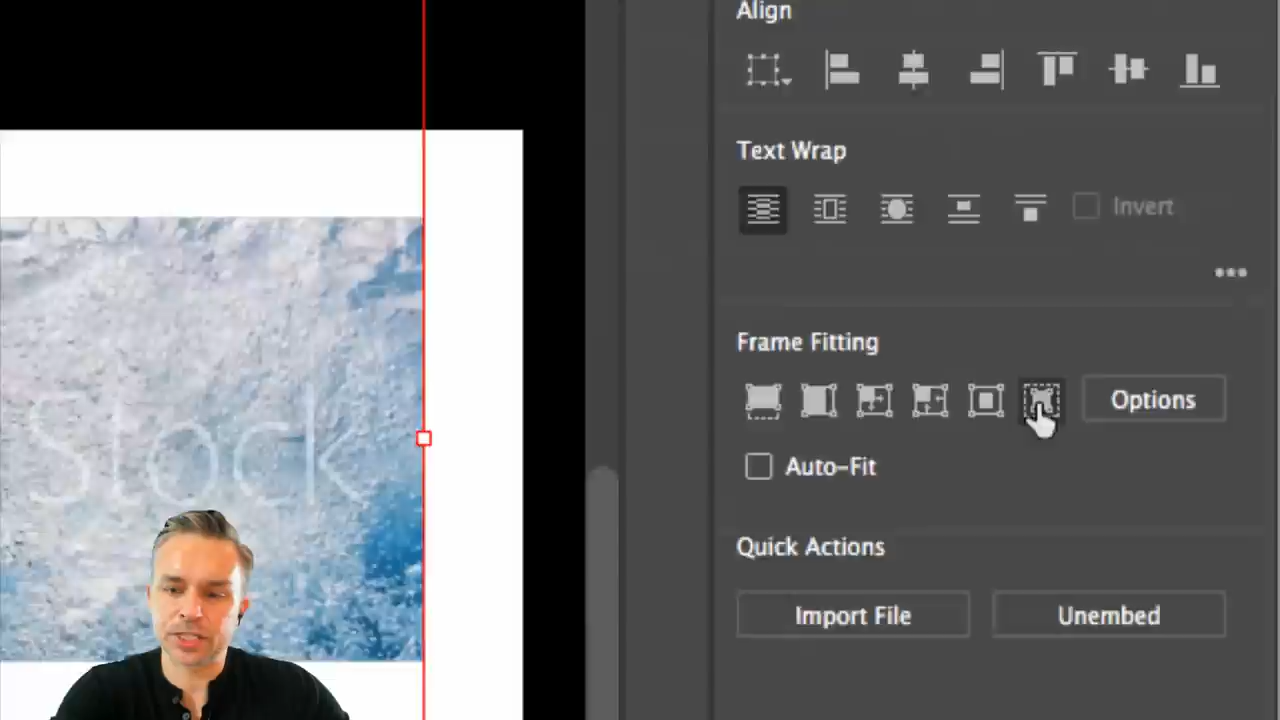 Align
Text Wrap
Invert
Frame Fitting
Options
Auto-Fit
Quick Actions
Import File
Unembed
Stock